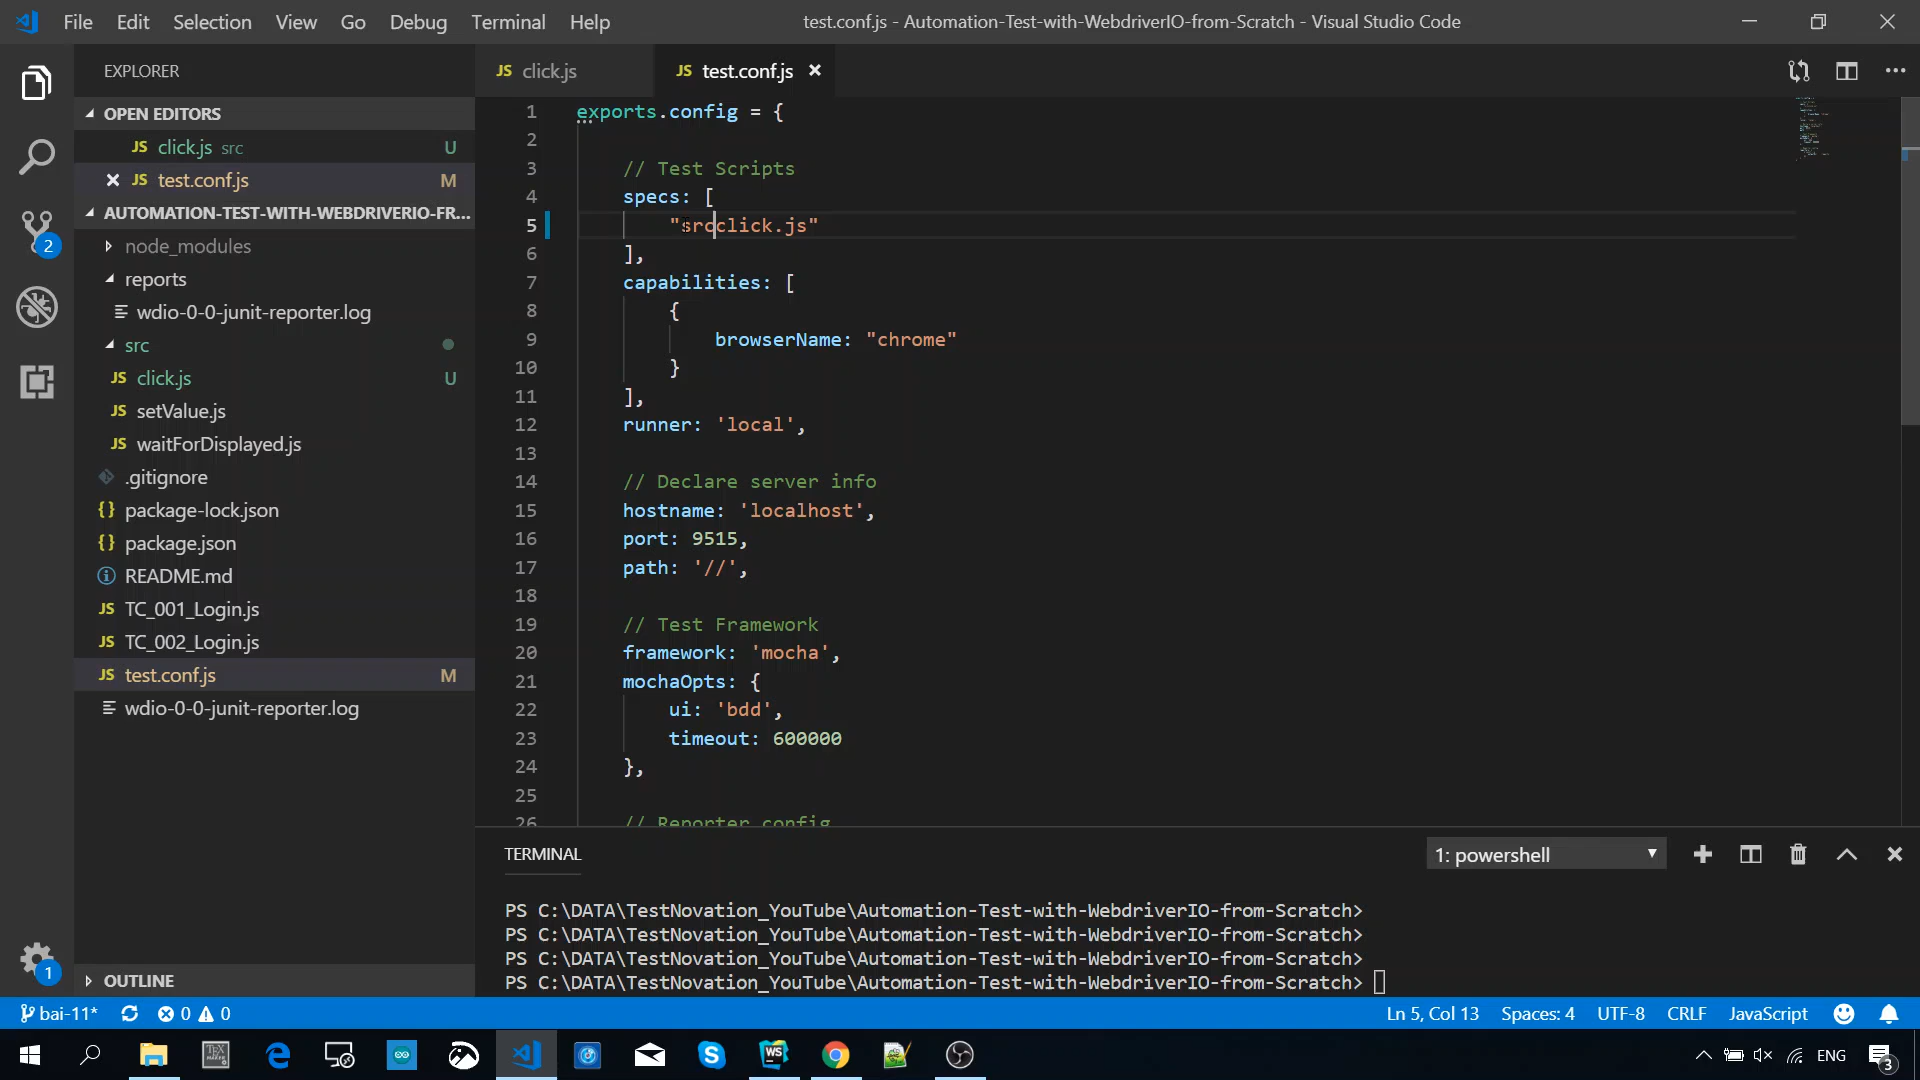 File Edit Selection View Go Debug Terminal Help
test.conf.js - Automation-Test-with-WebdriverIO-from-Scratch - Visual Studio Code
EXPLORER
JS click.js
JS test.conf.js
OPEN EDITORS
JS click.js src U
JS test.conf.js M
AUTOMATION-TEST-WITH-WEBDRIVERIO-FR...
node_modules
reports
wdio-0-0-junit-reporter.log
src
JS click.js U
JS setValue.js
JS waitForDisplayed.js
.gitignore
{} package-lock.json
{} package.json
README.md
JS TC_001_Login.js
JS TC_002_Login.js
JS test.conf.js M
wdio-0-0-junit-reporter.log
OUTLINE
2
1
1 exports.config = {
2
3 // Test Scripts
4 specs: [
5 "srcclick.js"
6 ],
7 capabilities: [
8 {
9 browserName: "chrome"
10 }
11 ],
12 runner: 'local',
13
14 // Declare server info
15 hostname: 'localhost',
16 port: 9515,
17 path: '//',
18
19 // Test Framework
20 framework: 'mocha',
21 mochaOpts: {
22 ui: 'bdd',
23 timeout: 600000
24 },
25
26 // Reporter config
TERMINAL
1: powershell
PS C:\DATA\TestNovation_YouTube\Automation-Test-with-WebdriverIO-from-Scratch>
PS C:\DATA\TestNovation_YouTube\Automation-Test-with-WebdriverIO-from-Scratch>
PS C:\DATA\TestNovation_YouTube\Automation-Test-with-WebdriverIO-from-Scratch>
PS C:\DATA\TestNovation_YouTube\Automation-Test-with-WebdriverIO-from-Scratch>
bai-11* 0 0
Ln 5, Col 13 Spaces: 4 UTF-8 CRLF JavaScript
TEX
WS
ENG
3